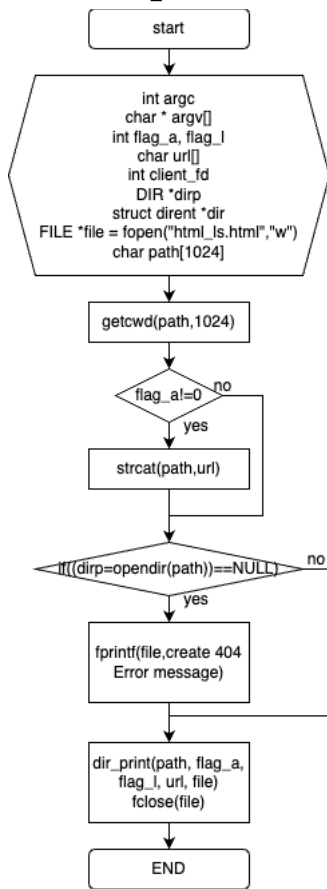 start
int argc
char * argv[]
int flag_a, flag_l
char url[]
int client_fd
DIR *dirp
struct dirent *dir
FILE *file = fopen("html_ls.html","w")
char path[1024]
getcwd(path,1024)
flag_a!=0
no
yes
strcat(path,url)
if((dirp=opendir(path))==NULL)
no
yes
fprintf(file,create 404
Error message)
dir_print(path, flag_a,
flag_l, url, file)
fclose(file)
END